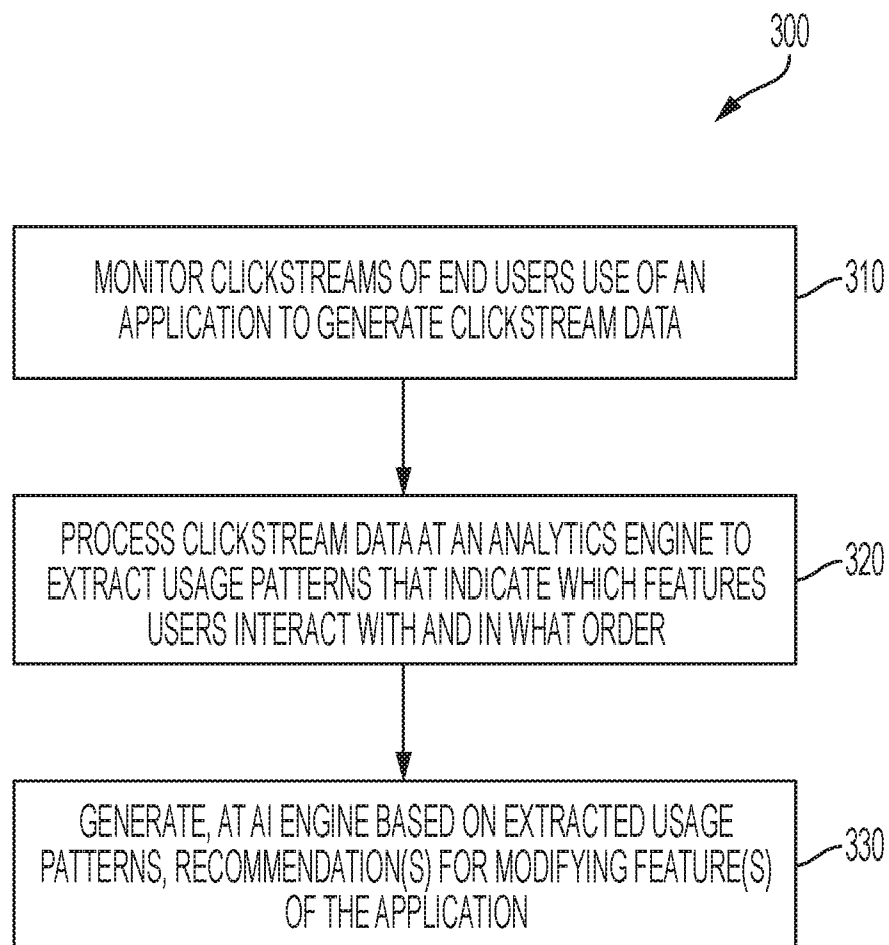 300
MONITOR CLICKSTREAMS OF END USERS USE OF AN
APPLICATION TO GENERATE CLICKSTREAM DATA
310
PROCESS CLICKSTREAM DATA AT AN ANALYTICS ENGINE TO
EXTRACT USAGE PATTERNS THAT INDICATE WHICH FEATURES
USERS INTERACT WITH AND IN WHAT ORDER
320
GENERATE, AT AI ENGINE BASED ON EXTRACTED USAGE
PATTERNS, RECOMMENDATION(S) FOR MODIFYING FEATURE(S)
OF THE APPLICATION
330